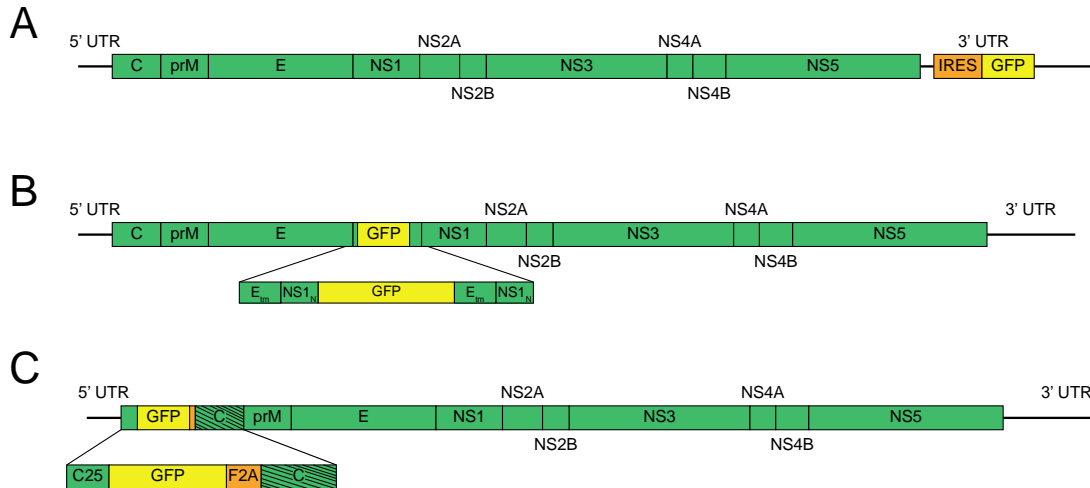 A
5’ UTR NS2A NS4A 3’ UTR
C prM E NS1 NS3 NS5 IRES GFP
NS2B NS4B
B
5’ UTR NS2A NS4A 3’ UTR
C prM E GFP NS1 NS3 NS5
NS2B NS4B
Etm NS1N GFP Etm NS1N
C
5’ UTR NS2A NS4A 3’ UTR
GFP C prM E NS1 NS3 NS5
NS2B NS4B
C25 GFP F2A C